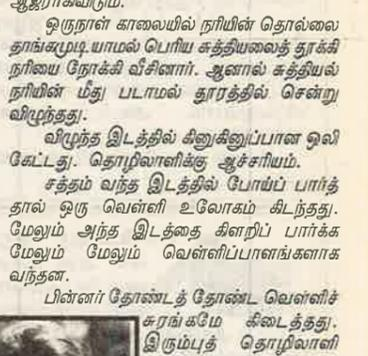 ஆஜராகிவிடும்.
ஒருநாள் காலையில் நரியின் தொல்லை
தாங்கமுடியாமல் பெரிய சுத்தியலைத் தூக்கி
நரியை நோக்கி வீசினார். ஆனால் சுத்தியல்
நரியின் மீது படாமல் தூரத்தில் சென்று
விழுந்தது.
விழுந்த இடத்தில் கினுகினுப்பான ஒலி
கேட்டது. தொழிலாளிக்கு ஆச்சரியம்.
சத்தம் வந்த இடத்தில் போய்ப் பார்த்
தால் ஒரு வெள்ளி உலோகம் கிடந்தது.
மேலும் அந்த இடத்தை கிளறிப் பார்க்க
மேலும் மேலும் வெள்ளிப்பாளங்களாக
வந்தன.
பின்னர் தோண்டத் தோண்ட வெள்ளிச்
சுரங்கமே கிடைத்தது.
இரும்புத் தொழிலாளி